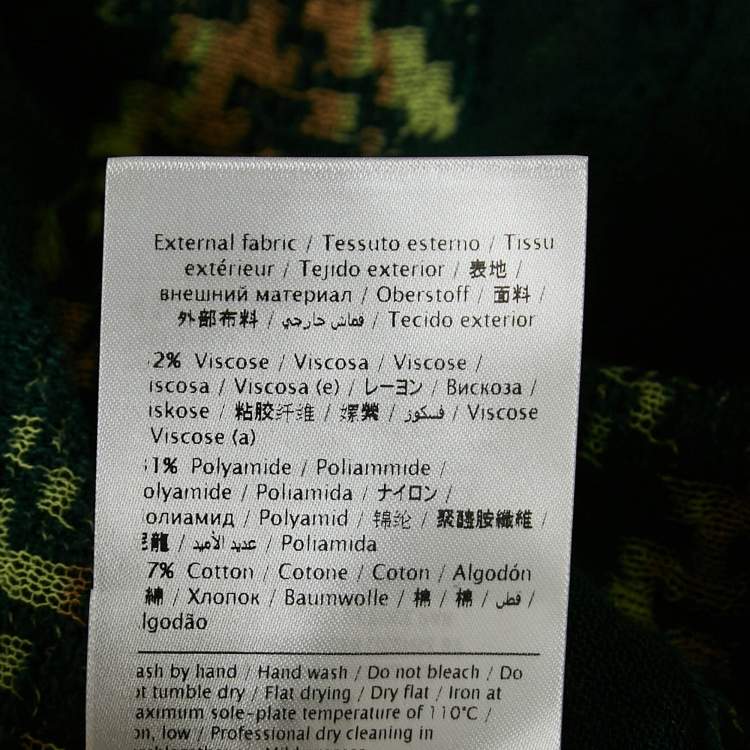 External fabric / Tessuto esterno / Tissu
extérieur / Tejido exterior / 表地 /
внешний материал / Oberstoff / 面料 /
外部布料 / قماش خارجي / Tecido exterior
2% Viscose / Viscosa / Viscose /
iscosa / Viscosa (e) / レーヨン / Вискоза /
iskose / 粘胶纤维 / 嫘縈 / فسكوز / Viscose
Viscose (a)
1% Polyamide / Poliammide /
olyamide / Poliamida / ナイロン /
олиамид / Polyamid / 锦纶 / 聚醯胺纖維 /
龍 / عديد الأميد / Poliamida
7% Cotton / Cotone / Coton / Algodón
綿 / Хлопок / Baumwolle / 棉 / 棉 / قطن /
lgodão
ash by hand / Hand wash / Do not bleach / Do
ot tumble dry / Flat drying / Dry flat / Iron at
aximum sole-plate temperature of 110°C /
on, low / Professional dry cleaning in